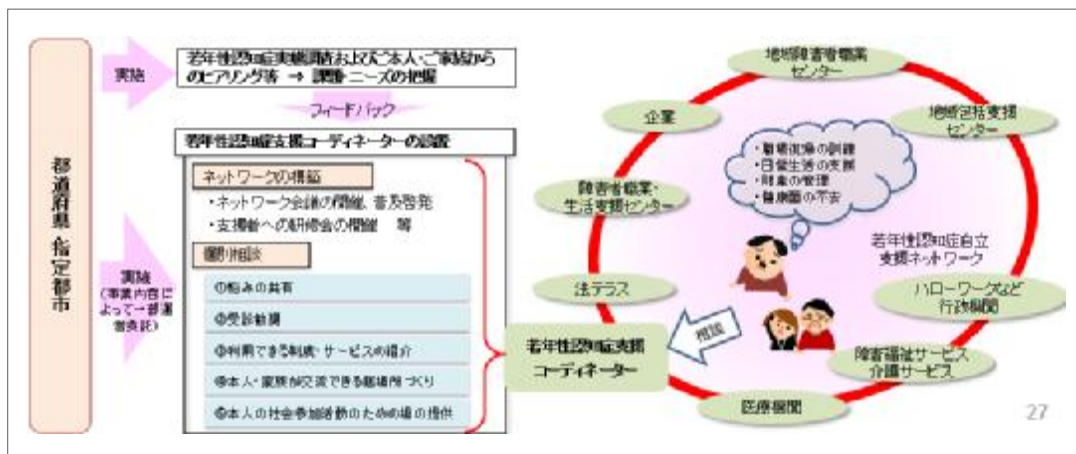 都道府県・指定都市
実施
若年性認知症実態調査およびご本人・ご家族から
のヒアリング等 ⇒ 課題・ニーズの把握
フィードバック
実施
(事業内容に
よって一部運
営委託)
若年性認知症支援コーディネーターの設置
ネットワークの構築
・ネットワーク会議の開催、普及啓発
・支援者への研修会の開催 等
個別相談
①悩みの共有
②受診勧奨
③利用できる制度・サービスの紹介
④本人・家族が交流できる居場所づくり
⑤本人の社会参加活動のための場の提供
若年性認知症支援
コーディネーター
相談
地域障害者職業
センター
企業
地域包括支援
センター
障害者職業・
生活支援センター
・職場復帰の訓練
・日常生活の支援
・財産の管理
・健康面の不安
若年性認知症自立
支援ネットワーク
法テラス
ハローワークなど
行政機関
障害福祉サービス
介護サービス
医療機関
27